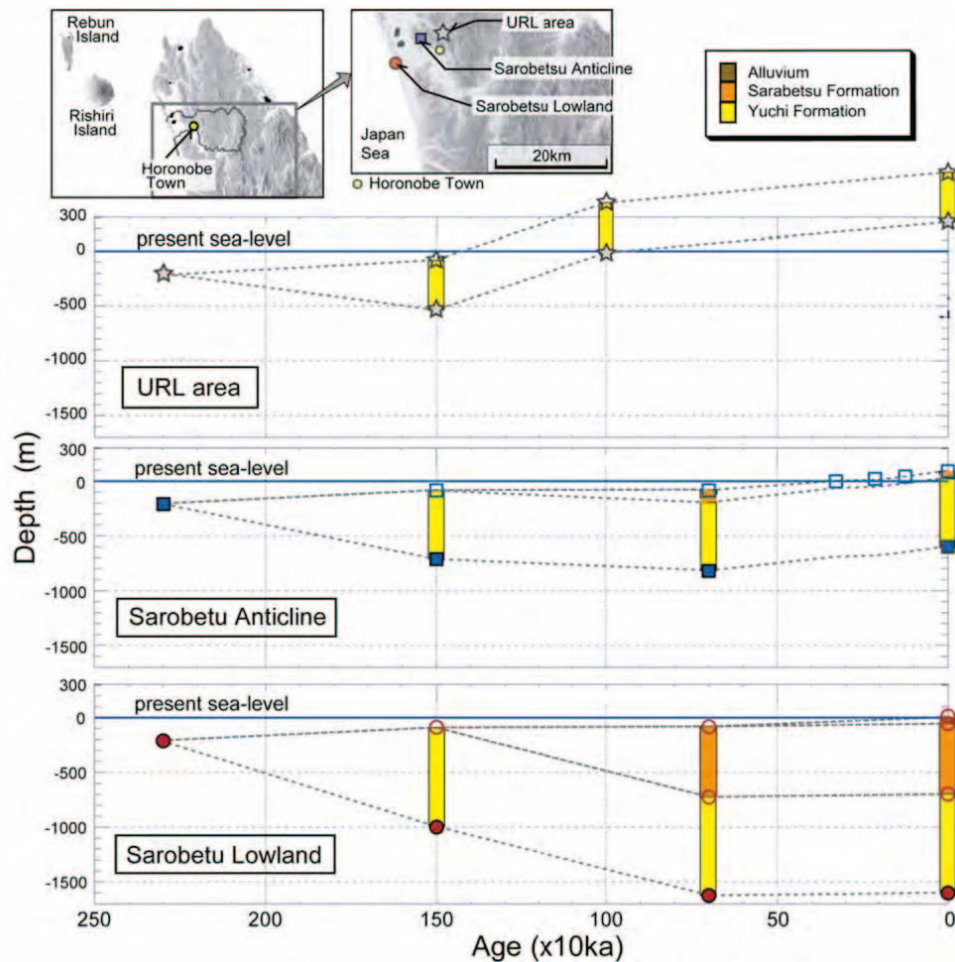 Rebun
Island
Rishiri
Island
Horonobe
Town
URL area
Sarobetsu Anticline
Sarobetsu Lowland
Japan
Sea
20km
Horonobe Town
Alluvium
Sarabetsu Formation
Yuchi Formation
Depth (m)
300
0
-500
-1000
-1500
present sea-level
URL area
300
0
-500
-1000
-1500
present sea-level
Sarobetu Anticline
300
0
-500
-1000
-1500
present sea-level
Sarobetu Lowland
250
200
150
100
50
0
Age (x10ka)